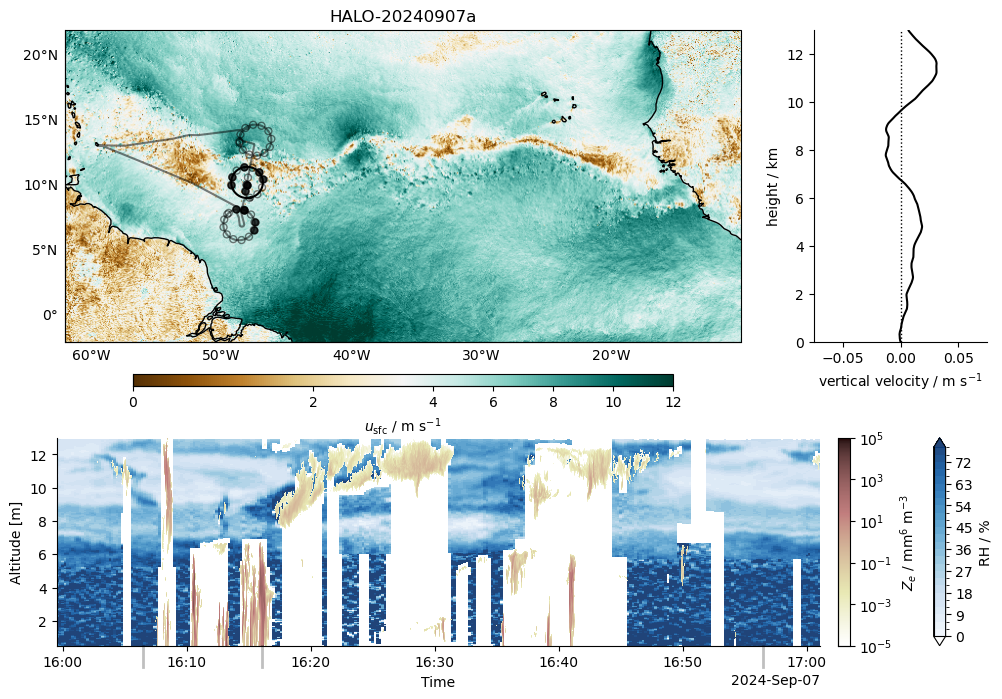 HALO-20240907a
20°N
15°N
10°N
5°N
0°
60°W
50°W
40°W
30°W
20°W
0
2
4
6
8
10
12
u_sfc / m s⁻¹
12
10
8
6
4
2
0
height / km
−0.05
0.00
0.05
vertical velocity / m s⁻¹
12
10
8
6
4
2
Altitude [m]
16:00
16:10
16:20
16:30
16:40
16:50
17:00
Time
2024-Sep-07
10⁵
10³
10¹
10⁻¹
10⁻³
10⁻⁵
Z_e / mm⁶ m⁻³
72
63
54
45
36
27
18
9
0
RH / %